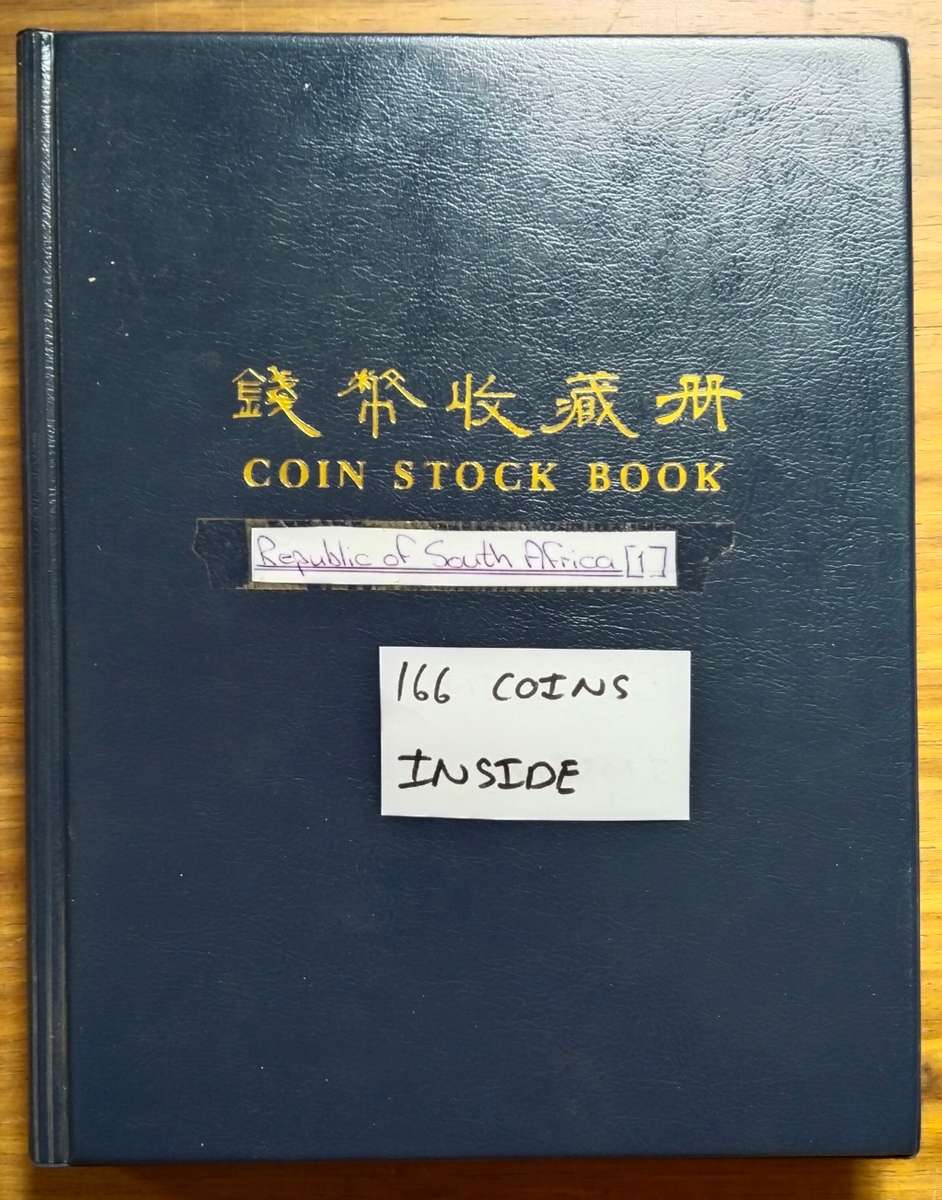 錢幣收藏册
COIN STOCK BOOK
Republic of South Africa [1]
166 COINS
INSIDE